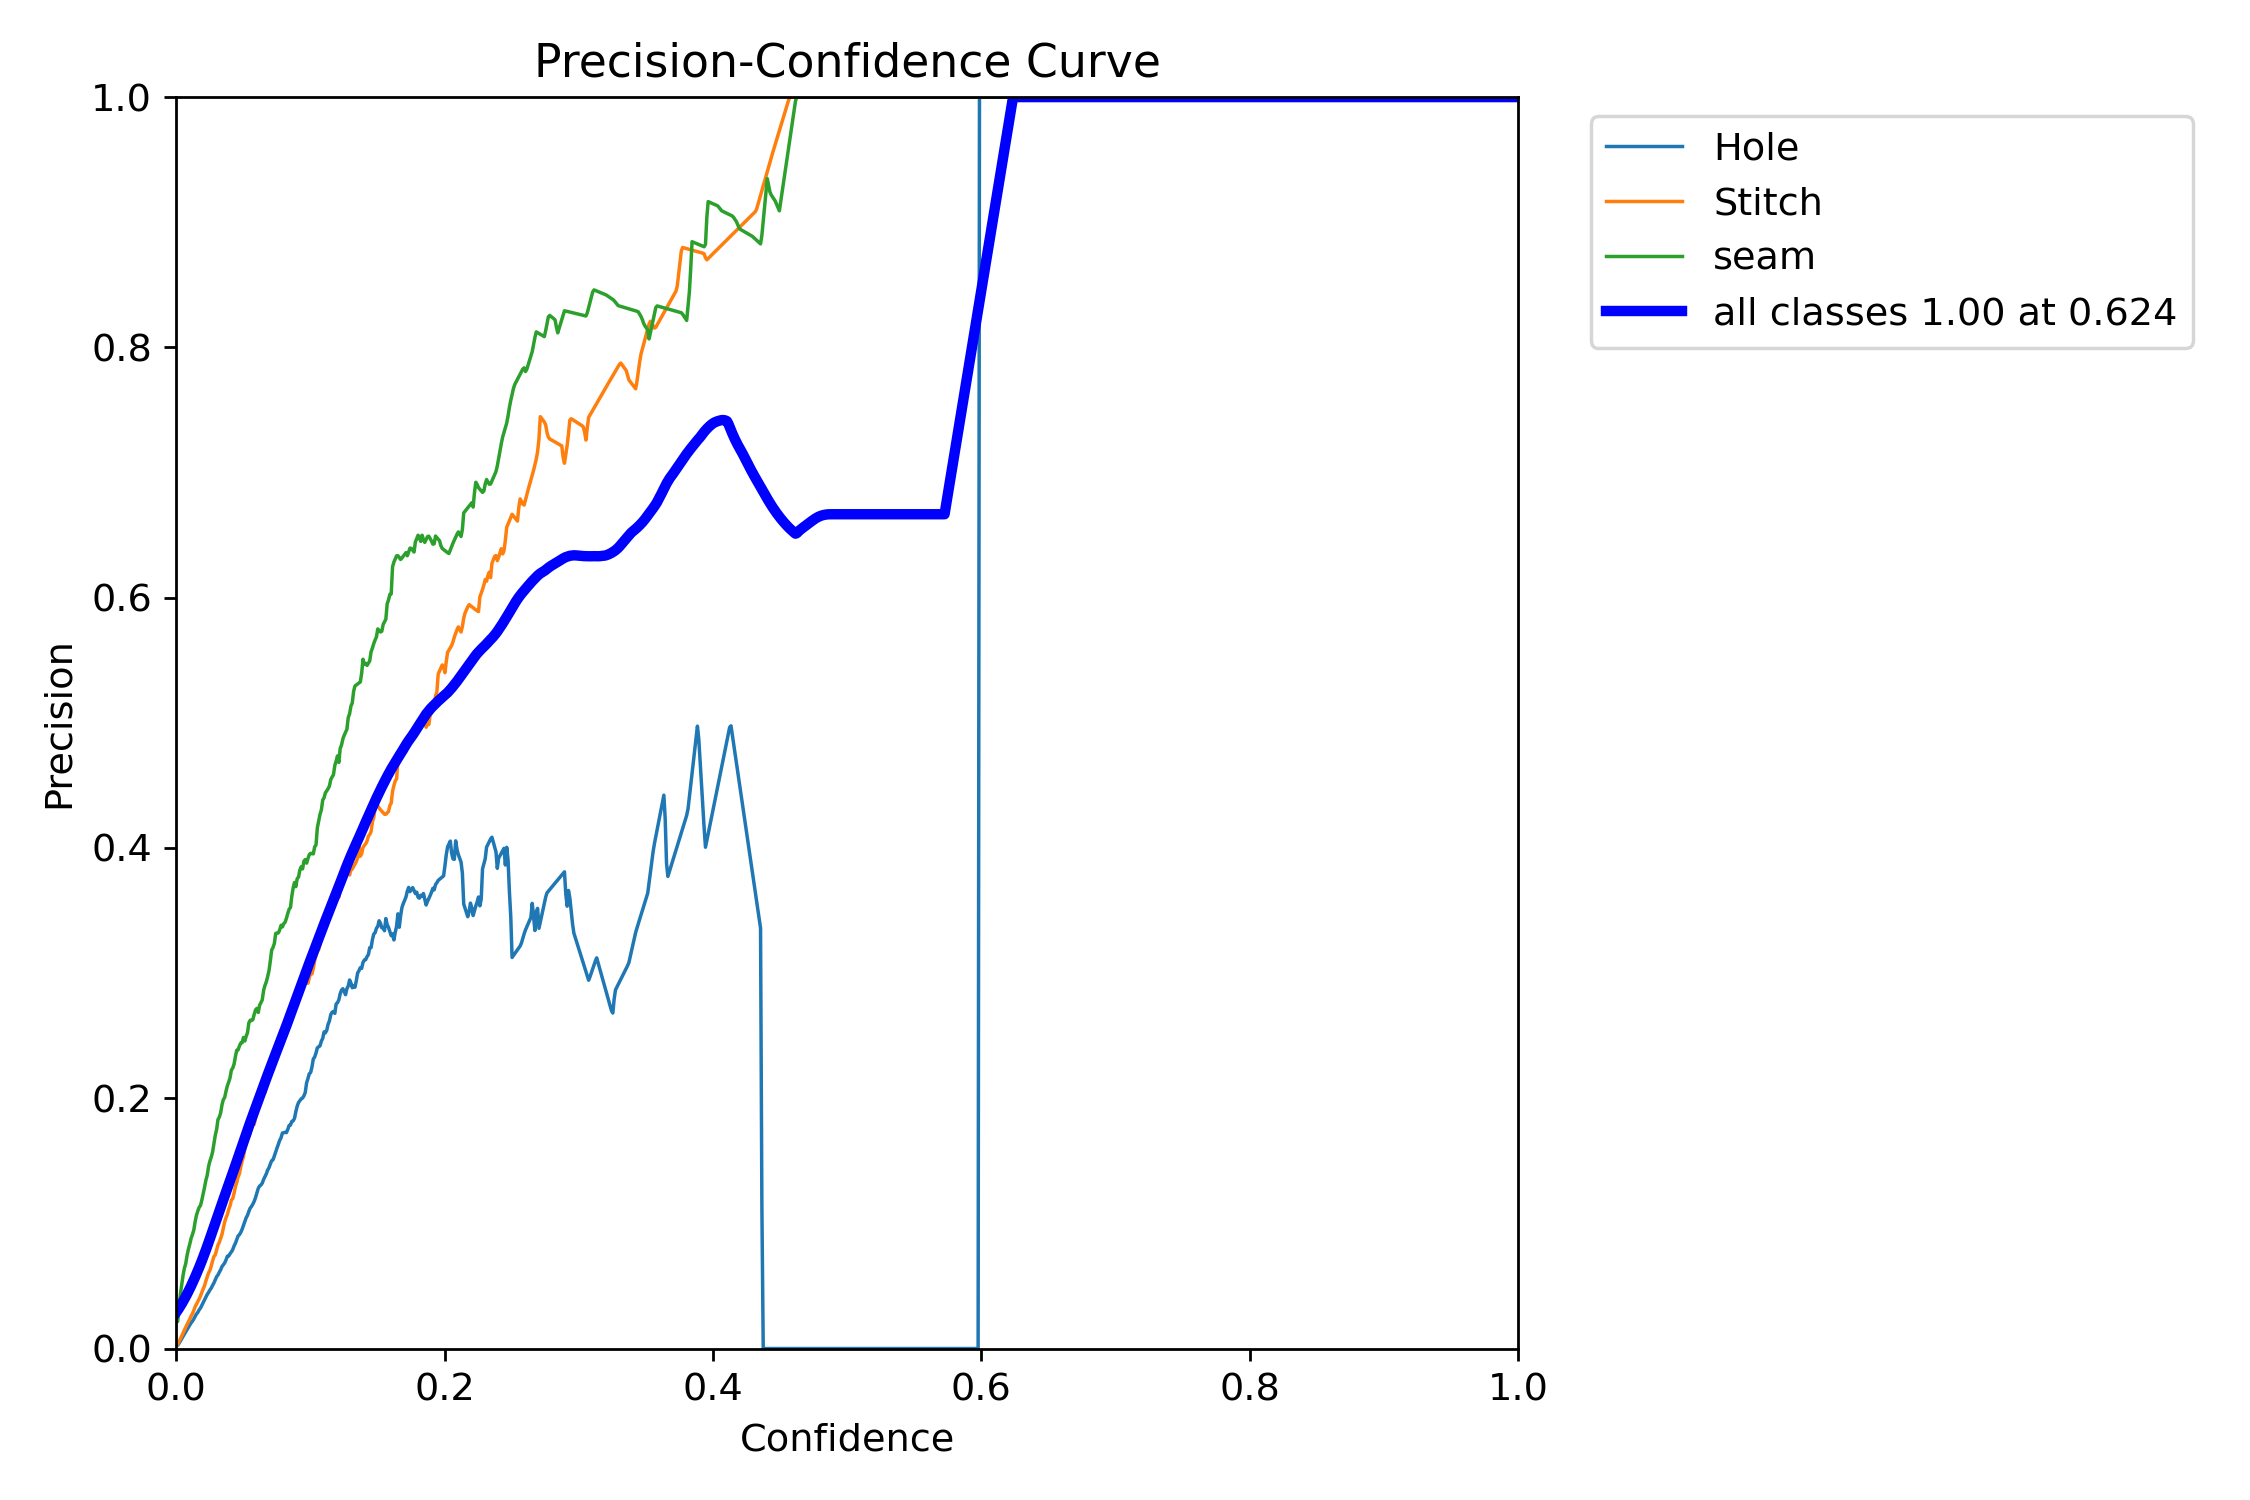 Precision-Confidence Curve
1.0
0.8
0.6
0.4
0.2
0.0
Precision
0.0 0.2 0.4 0.6 0.8 1.0
Confidence
Hole
Stitch
seam
all classes 1.00 at 0.624